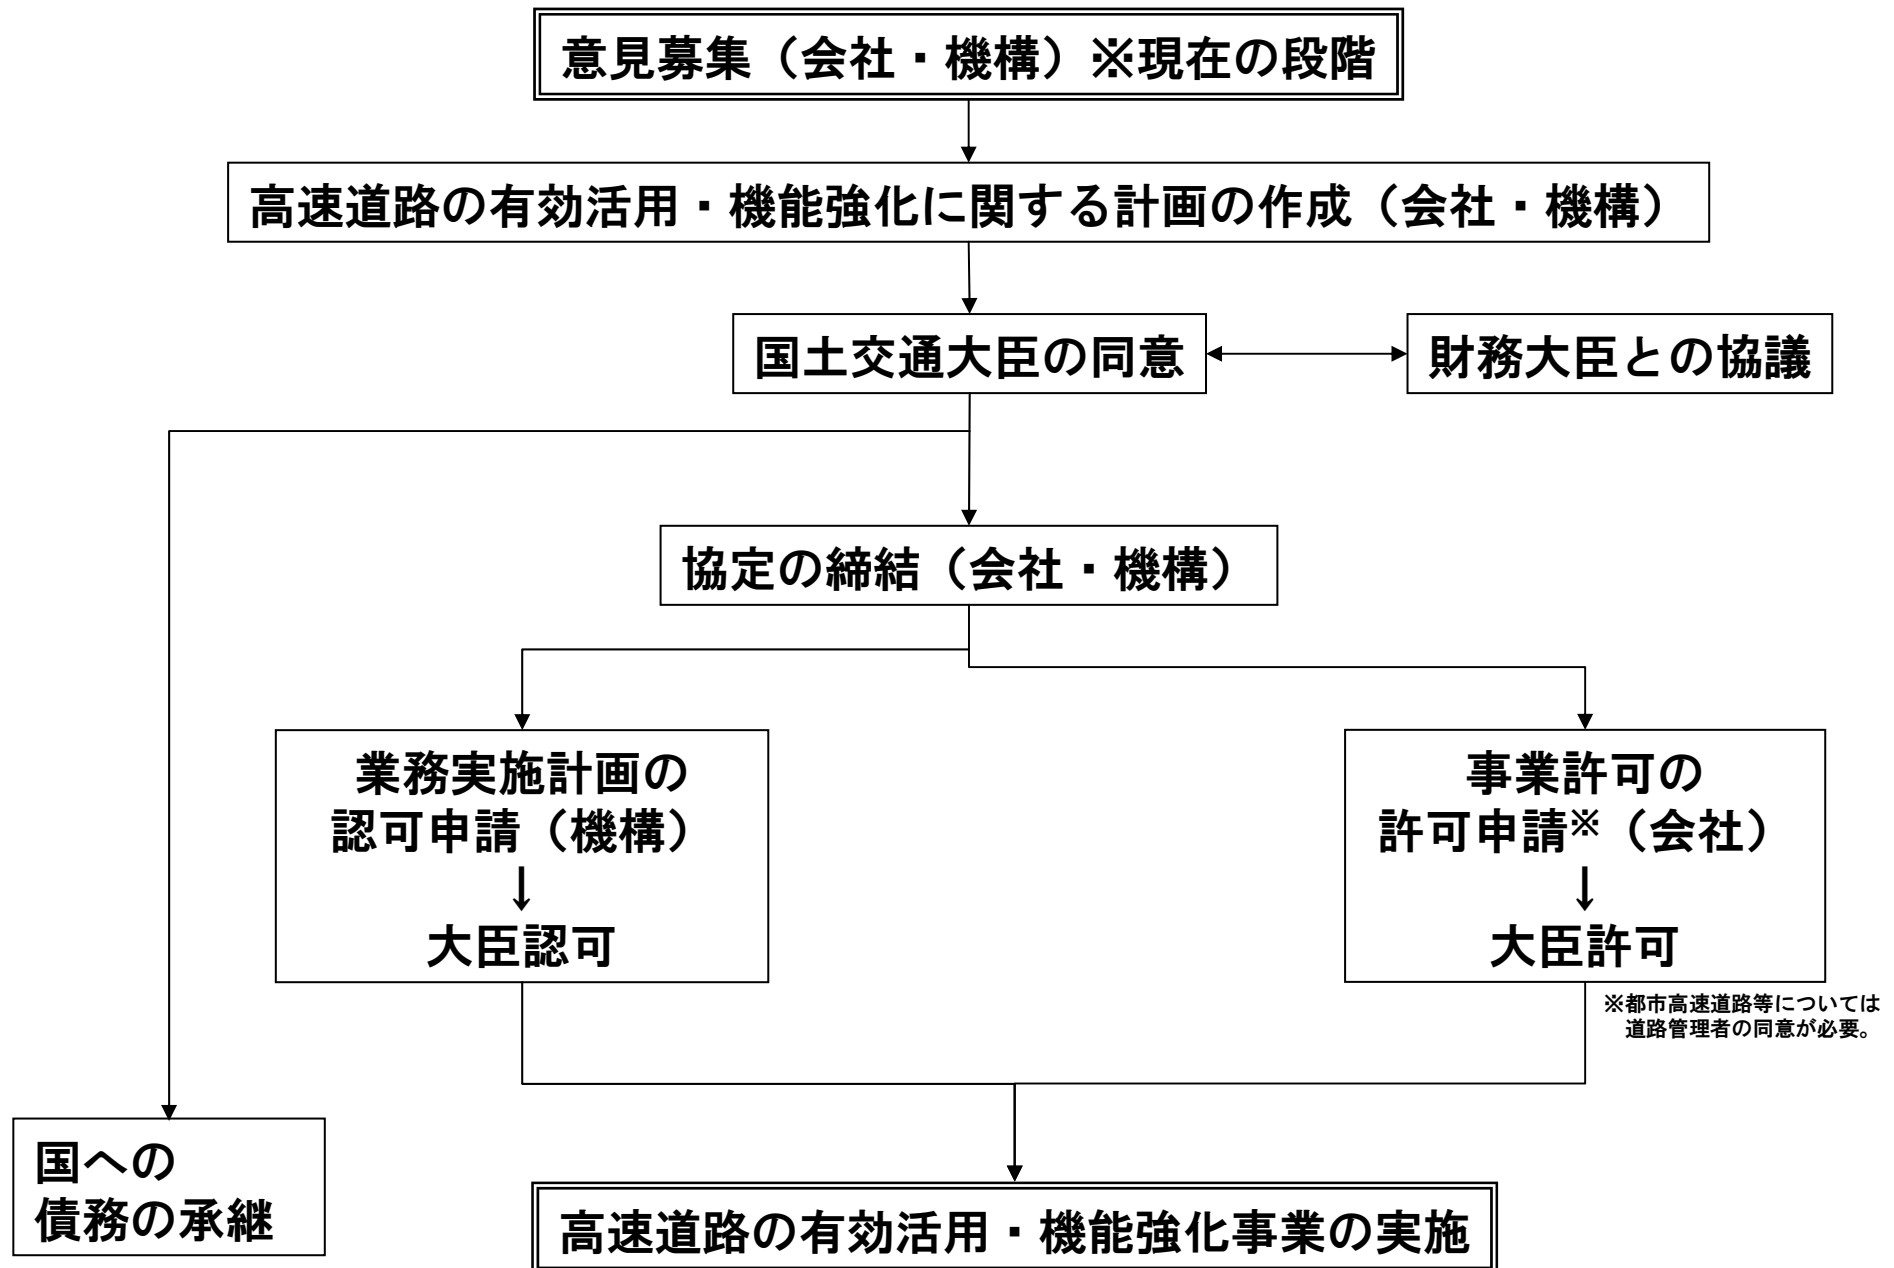 意見募集（会社・機構）※現在の段階
高速道路の有効活用・機能強化に関する計画の作成（会社・機構）
国土交通大臣の同意
財務大臣との協議
協定の締結（会社・機構）
業務実施計画の
認可申請（機構）
↓
大臣認可
事業許可の
許可申請※（会社）
↓
大臣許可
※都市高速道路等については
道路管理者の同意が必要。
国への
債務の承継
高速道路の有効活用・機能強化事業の実施